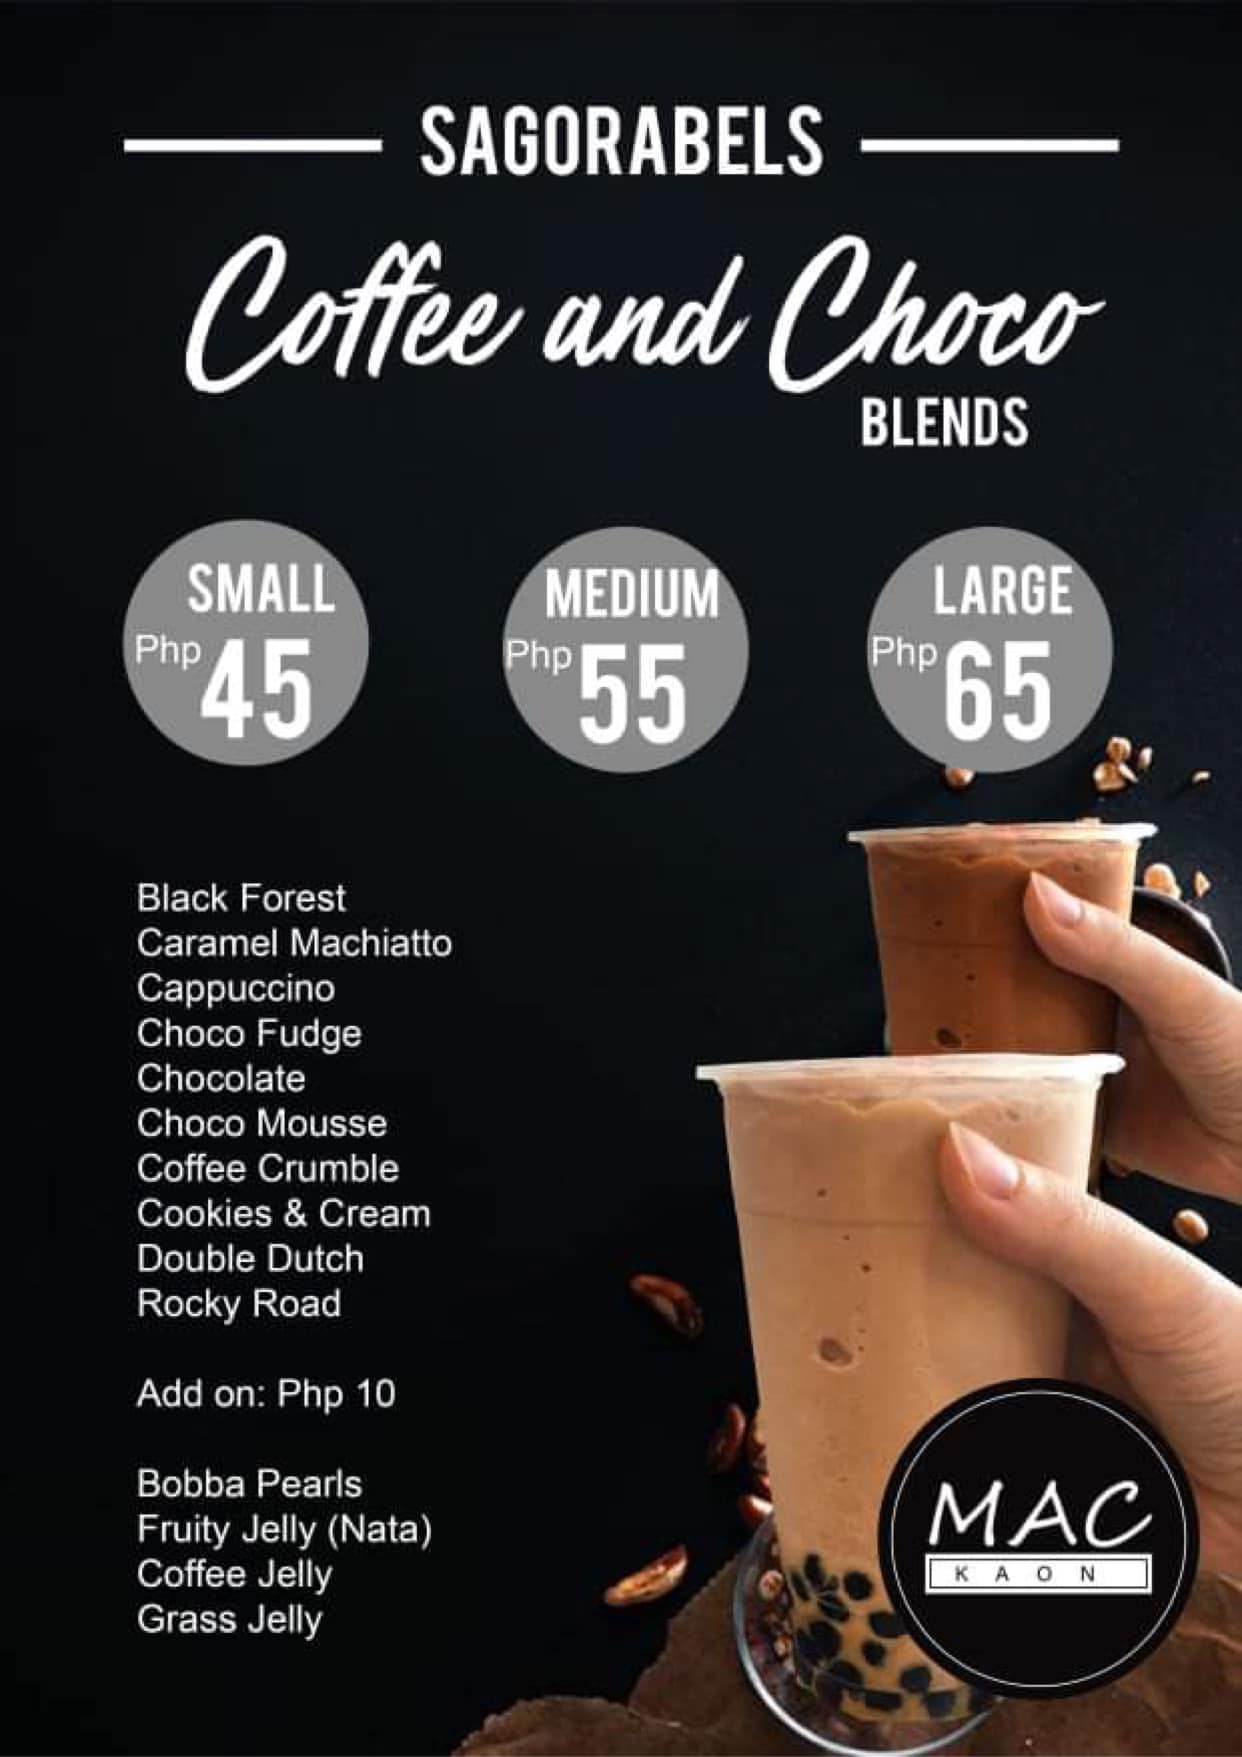 SAGORABELS
Coffee and Choco
BLENDS
SMALL
Php 45
MEDIUM
Php 55
LARGE
Php 65
Black Forest
Caramel Machiatto
Cappuccino
Choco Fudge
Chocolate
Choco Mousse
Coffee Crumble
Cookies & Cream
Double Dutch
Rocky Road
Add on: Php 10
Bobba Pearls
Fruity Jelly (Nata)
Coffee Jelly
Grass Jelly
MAC
KAON